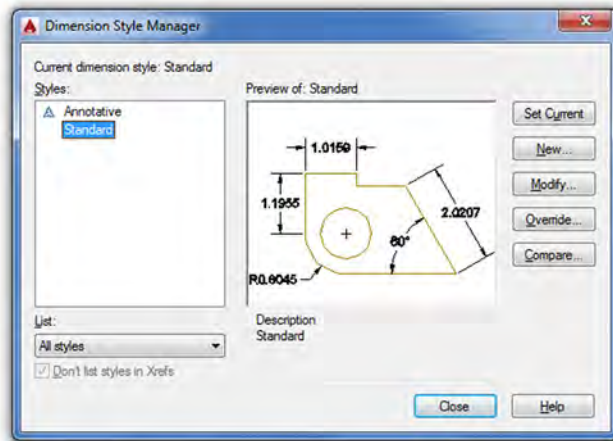 Dimension Style Manager
Current dimension style: Standard
Styles:
Annotative
Standard
List:
All styles
Don't list styles in Xrefs
Preview of: Standard
1.0159
1.1955
2.0207
60°
R0.8045
Description
Standard
Set Current
New...
Modify...
Override...
Compare...
Close
Help